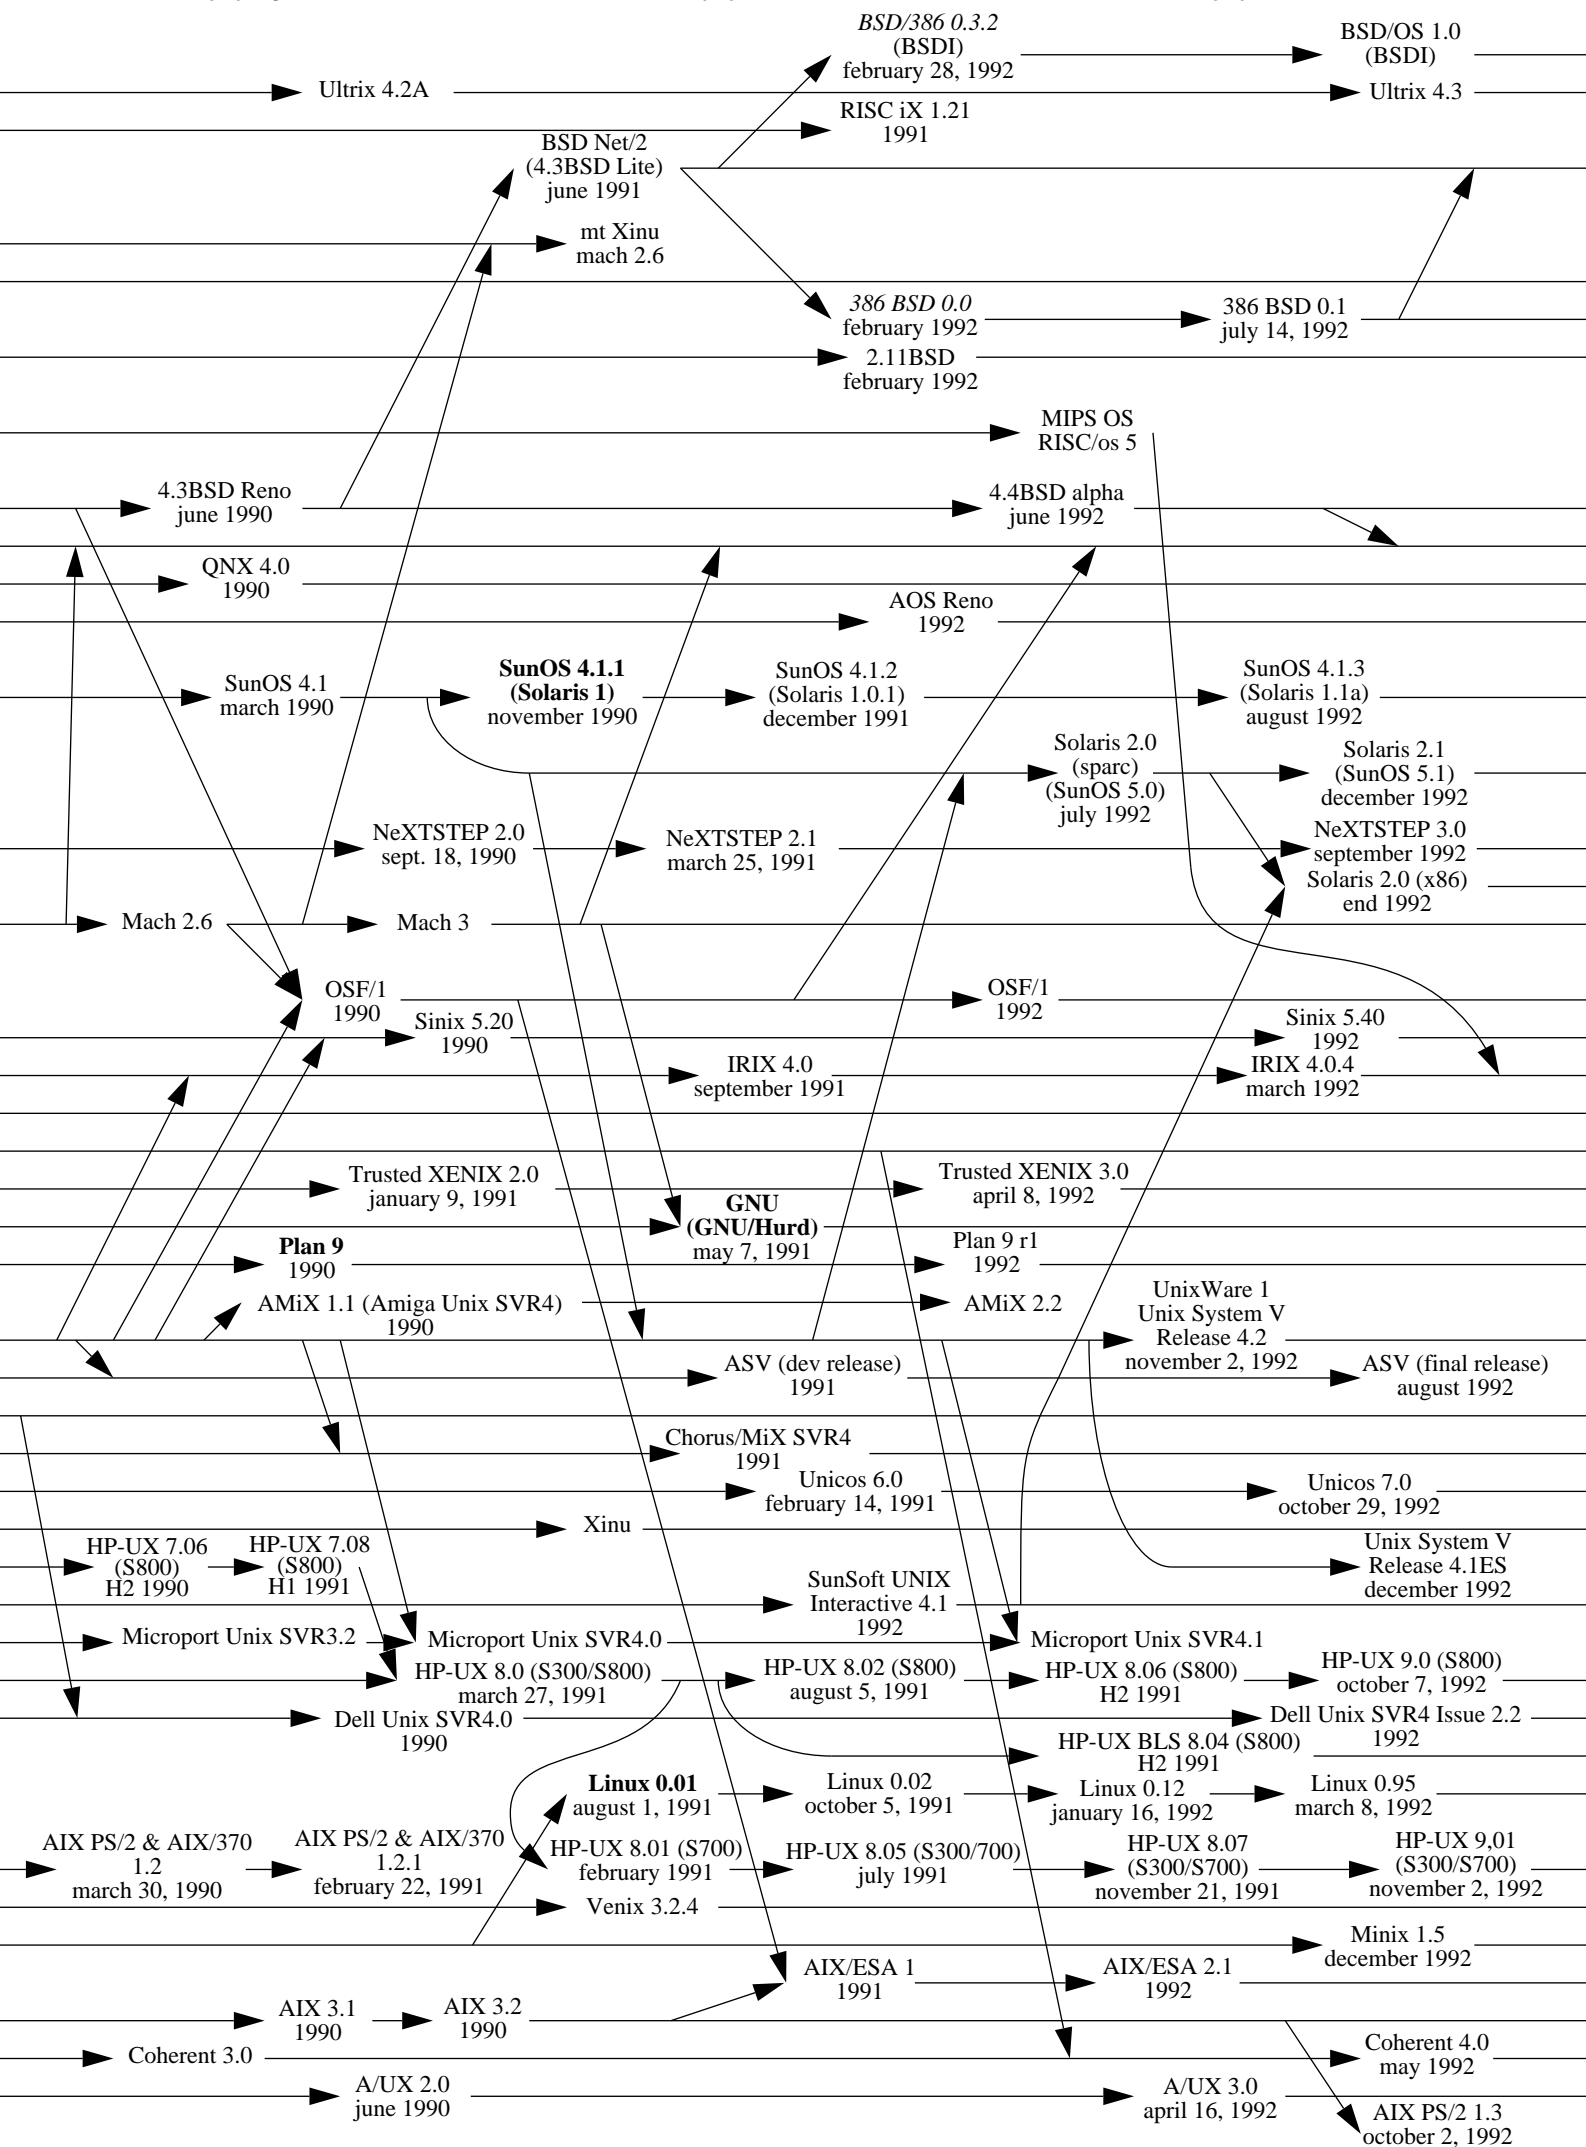 BSD/386 0.3.2
(BSDI)
february 28, 1992
BSD/OS 1.0
(BSDI)
Ultrix 4.2A
Ultrix 4.3
RISC iX 1.21
1991
BSD Net/2
(4.3BSD Lite)
june 1991
mt Xinu
mach 2.6
386 BSD 0.0
february 1992
386 BSD 0.1
july 14, 1992
2.11BSD
february 1992
MIPS OS
RISC/os 5
4.3BSD Reno
june 1990
4.4BSD alpha
june 1992
QNX 4.0
1990
AOS Reno
1992
SunOS 4.1
march 1990
SunOS 4.1.1
(Solaris 1)
november 1990
SunOS 4.1.2
(Solaris 1.0.1)
december 1991
SunOS 4.1.3
(Solaris 1.1a)
august 1992
Solaris 2.0
(sparc)
(SunOS 5.0)
july 1992
Solaris 2.1
(SunOS 5.1)
december 1992
NeXTSTEP 2.0
sept. 18, 1990
NeXTSTEP 2.1
march 25, 1991
NeXTSTEP 3.0
september 1992
Solaris 2.0 (x86)
end 1992
Mach 2.6
Mach 3
OSF/1
1990
OSF/1
1992
Sinix 5.20
1990
Sinix 5.40
1992
IRIX 4.0
september 1991
IRIX 4.0.4
march 1992
Trusted XENIX 2.0
january 9, 1991
Trusted XENIX 3.0
april 8, 1992
GNU
(GNU/Hurd)
may 7, 1991
Plan 9
1990
Plan 9 r1
1992
AMiX 1.1 (Amiga Unix SVR4)
1990
AMiX 2.2
UnixWare 1
Unix System V
Release 4.2
november 2, 1992
ASV (dev release)
1991
ASV (final release)
august 1992
Chorus/MiX SVR4
1991
Unicos 6.0
february 14, 1991
Unicos 7.0
october 29, 1992
Xinu
HP-UX 7.06
(S800)
H2 1990
HP-UX 7.08
(S800)
H1 1991
Unix System V
Release 4.1ES
december 1992
SunSoft UNIX
Interactive 4.1
1992
Microport Unix SVR3.2
Microport Unix SVR4.0
Microport Unix SVR4.1
HP-UX 8.0 (S300/S800)
march 27, 1991
HP-UX 8.02 (S800)
august 5, 1991
HP-UX 8.06 (S800)
H2 1991
HP-UX 9.0 (S800)
october 7, 1992
Dell Unix SVR4.0
1990
Dell Unix SVR4 Issue 2.2
1992
HP-UX BLS 8.04 (S800)
H2 1991
Linux 0.01
august 1, 1991
Linux 0.02
october 5, 1991
Linux 0.12
january 16, 1992
Linux 0.95
march 8, 1992
AIX PS/2 & AIX/370
1.2
march 30, 1990
AIX PS/2 & AIX/370
1.2.1
february 22, 1991
HP-UX 8.01 (S700)
february 1991
HP-UX 8.05 (S300/700)
july 1991
HP-UX 8.07
(S300/S700)
november 21, 1991
HP-UX 9,01
(S300/S700)
november 2, 1992
Venix 3.2.4
Minix 1.5
december 1992
AIX/ESA 1
1991
AIX/ESA 2.1
1992
AIX 3.1
1990
AIX 3.2
1990
Coherent 3.0
Coherent 4.0
may 1992
A/UX 2.0
june 1990
A/UX 3.0
april 16, 1992
AIX PS/2 1.3
october 2, 1992